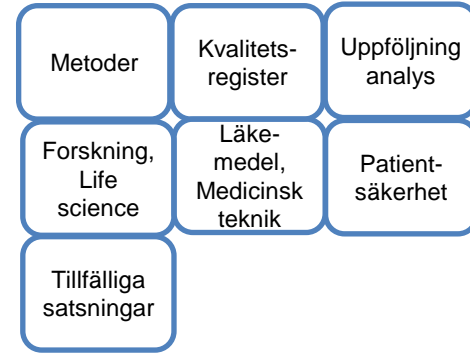 Metoder
Kvalitets-
register
Uppföljning
analys
Forskning,
Life
science
Läke-
medel,
Medicinsk
teknik
Patient-
säkerhet
Tillfälliga
satsningar